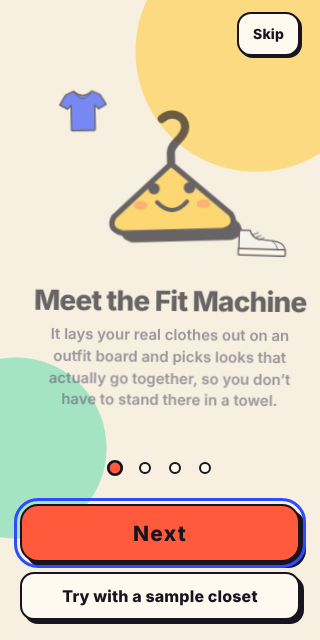 Skip
Meet the Fit Machine
It lays your real clothes out on an
outfit board and picks looks that
actually go together, so you don’t
have to stand there in a towel.
Next
Try with a sample closet